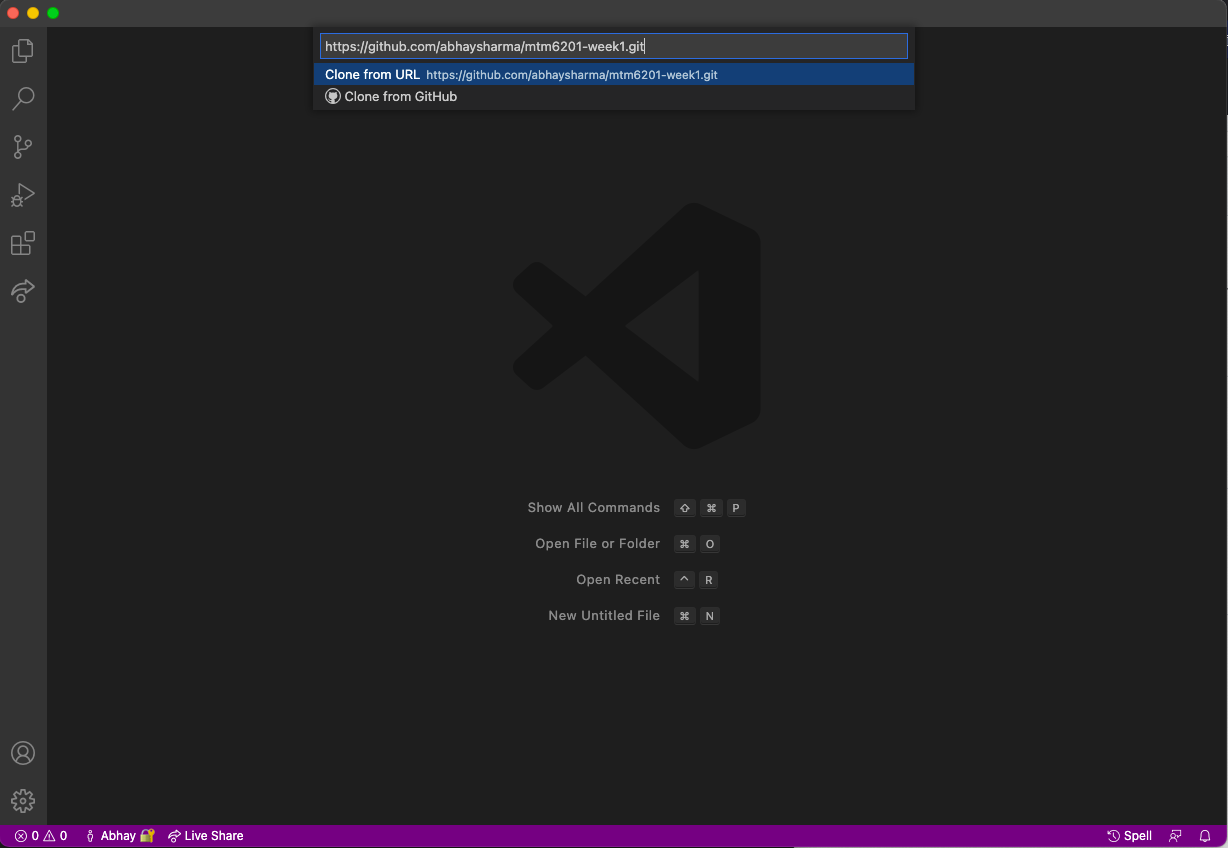 https://github.com/abhaysharma/mtm6201-week1.git
Clone from URL https://github.com/abhaysharma/mtm6201-week1.git
Clone from GitHub
Show All Commands ⇧ ⌘ P
Open File or Folder ⌘ O
Open Recent ^ R
New Untitled File ⌘ N
0 0 Abhay 🔐 Live Share Spell